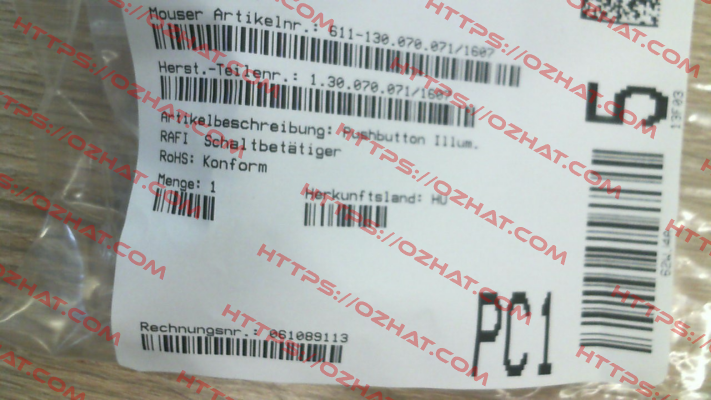 Mouser Artikelnr.: 611-130.070.071/1607
Herst.-Teilenr.: 1.30.070.071/1607
Artikelbeschreibung: Pushbutton Illum.
RAFI Schaltbetätiger
RoHS: Konform
Menge: 1
Herkunftsland: HU
Rechnungsnr.: 061089113
PC1
5
13F03
HTTPS://OZHAT.COM